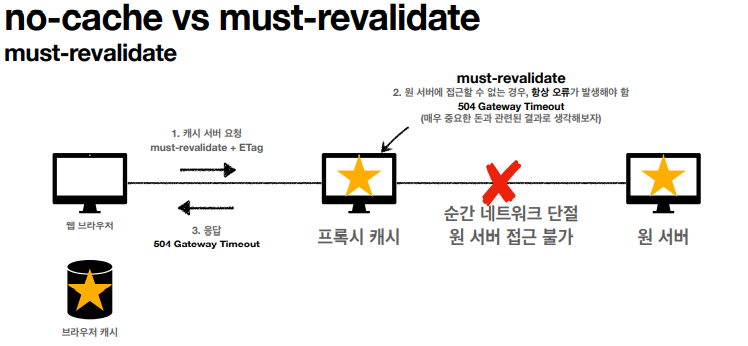 no-cache vs must-revalidate
must-revalidate
must-revalidate
2. 원 서버에 접근할 수 없는 경우, 항상 오류가 발생해야 함
504 Gateway Timeout
(매우 중요한 돈과 관련된 결과로 생각해보자)
1. 캐시 서버 요청
must-revalidate + ETag
웹 브라우저
3. 응답
504 Gateway Timeout
프록시 캐시
순간 네트워크 단절
원 서버 접근 불가
원 서버
브라우저 캐시